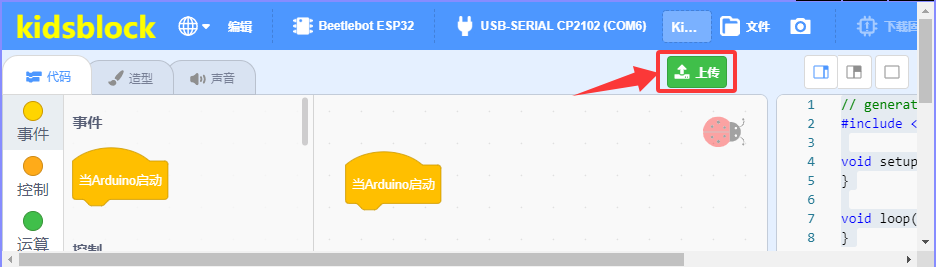 kidsblock 编辑 Beetlebot ESP32 USB-SERIAL CP2102 (COM6) Ki... 文件 下载固
代码 造型 声音 上传
事件
控制
运算
事件
当Arduino启动
控制
当Arduino启动
1 // generat
2 #include <
3
4 void setup
5 }
6
7 void loop(
8 }